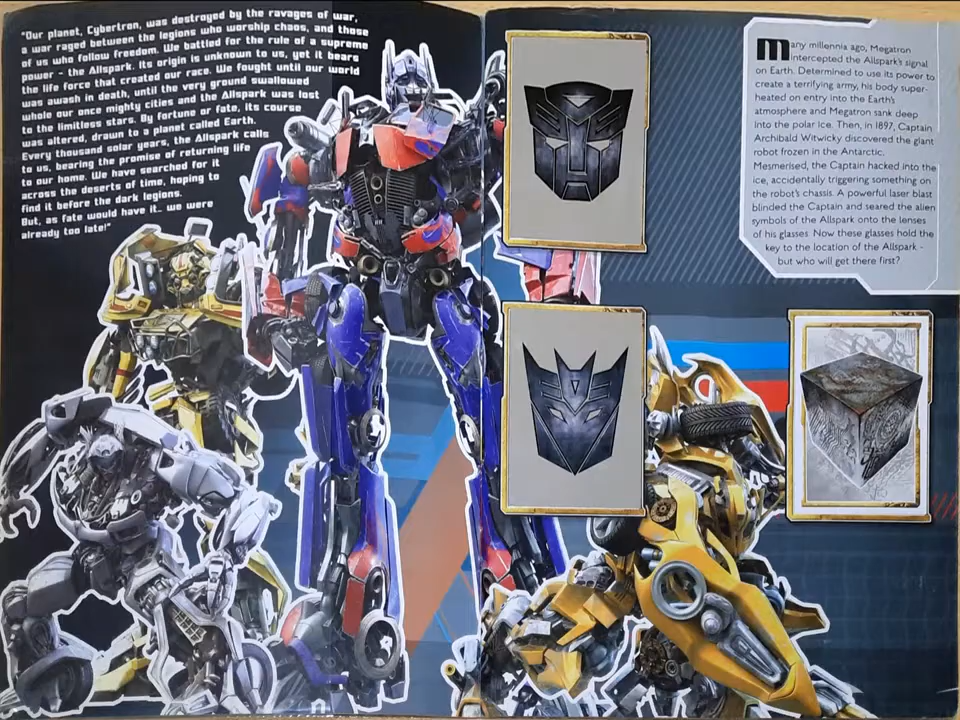 "Our planet, Cybertron, was destroyed by the ravages of war,
a war raged between the legions who worship chaos, and those
of us who follow freedom. We battled for the rule of a supreme
power - the Allspark. Its origin is unknown to us, yet it bears
the life force that created our race. We fought until our world
was awash in death, until the very ground swallowed
whole our once mighty cities and the Allspark was lost
to the limitless stars. By fortune of fate, its course
was altered, drawn to a planet called Earth.
Every thousand solar years, the Allspark calls
to us, bearing the promise of returning life
to our home. We have searched for it
across the deserts of time, hoping to
find it before the dark legions.
But, as fate would have it... we were
already too late!"
Many millennia ago, Megatron
intercepted the Allspark's signal
on Earth. Determined to use its power to
create a terrifying army, his body super-
heated on entry into the Earth's
atmosphere and Megatron sank deep
into the polar ice. Then, in 1897, Captain
Archibald Witwicky discovered the giant
robot frozen in the Antarctic.
Mesmerised, the Captain hacked into the
ice, accidentally triggering something on
the robot's chassis. A powerful laser blast
blinded the Captain and seared the alien
symbols of the Allspark onto the lenses
of his glasses. Now these glasses hold the
key to the location of the Allspark -
but who will get there first?